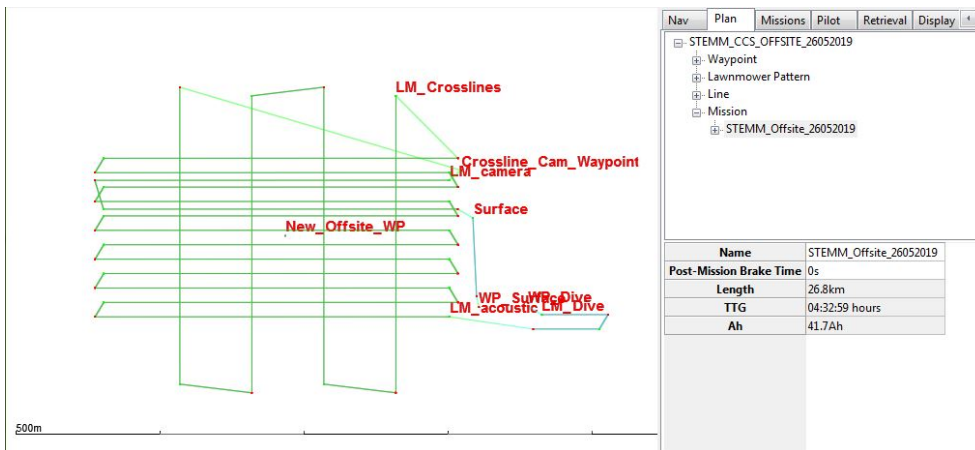 Nav Plan Missions Pilot Retrieval Display
STEMM_CCS_OFFSITE_26052019
Waypoint
Lawnmower Pattern
Line
Mission
STEMM_Offsite_26052019
LM_Crosslines
Crossline_Cam_Waypoint
LM_camera
Surface
New_Offsite_WP
WP_Surface
WP_Dive
LM_acoustic
LM_Dive
500m
Name STEMM_Offsite_26052019
Post-Mission Brake Time 0s
Length 26.8km
TTG 04:32:59 hours
Ah 41.7Ah